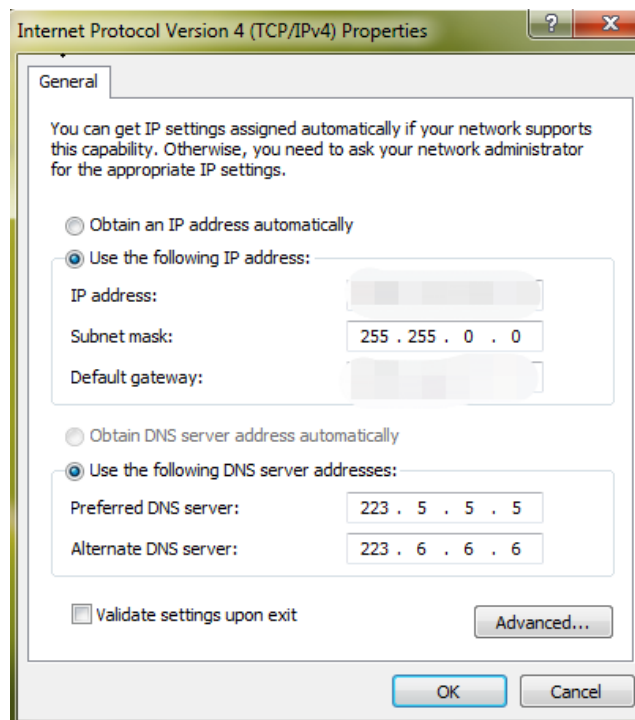 Internet Protocol Version 4 (TCP/IPv4) Properties
General
You can get IP settings assigned automatically if your network supports
this capability. Otherwise, you need to ask your network administrator
for the appropriate IP settings.
Obtain an IP address automatically
Use the following IP address:
IP address:
Subnet mask: 255 . 255 . 0 . 0
Default gateway:
Obtain DNS server address automatically
Use the following DNS server addresses:
Preferred DNS server: 223 . 5 . 5 . 5
Alternate DNS server: 223 . 6 . 6 . 6
Validate settings upon exit
Advanced...
OK Cancel